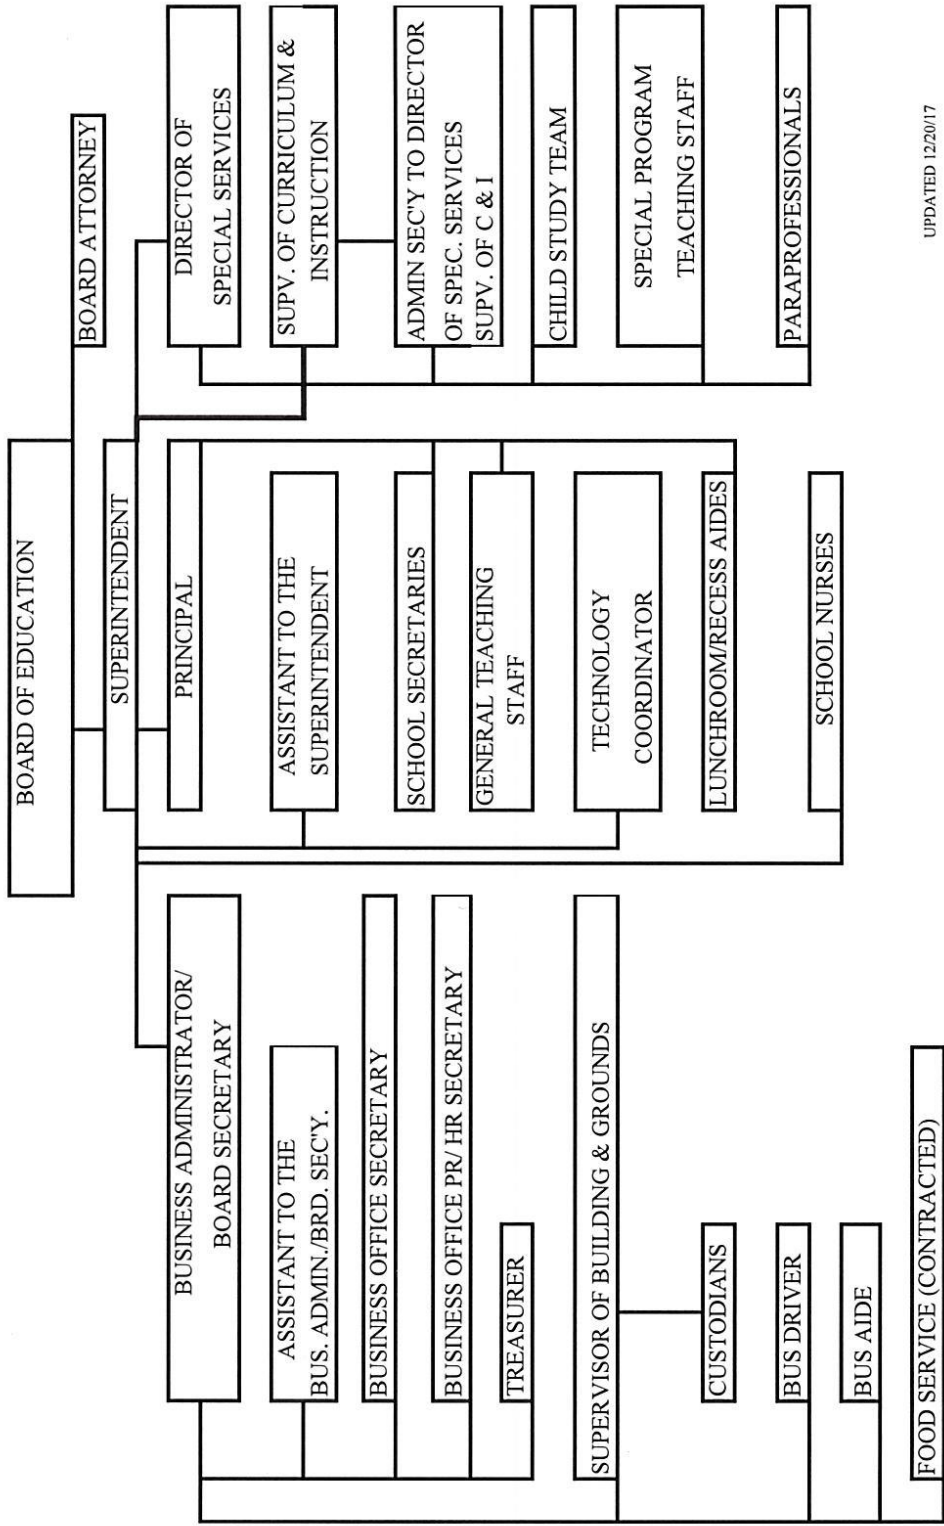 BOARD OF EDUCATION
BOARD ATTORNEY
SUPERINTENDENT
BUSINESS ADMINISTRATOR/
BOARD SECRETARY
PRINCIPAL
DIRECTOR OF
SPECIAL SERVICES
ASSISTANT TO THE
BUS. ADMIN./BRD. SEC'Y.
ASSISTANT TO THE
SUPERINTENDENT
SUPV. OF CURRICULUM &
INSTRUCTION
BUSINESS OFFICE SECRETARY
SCHOOL SECRETARIES
ADMIN SEC'Y TO DIRECTOR
OF SPEC. SERVICES
SUPV. OF C & I
BUSINESS OFFICE PR/ HR SECRETARY
GENERAL TEACHING
STAFF
TREASURER
CHILD STUDY TEAM
SUPERVISOR OF BUILDING & GROUNDS
TECHNOLOGY
COORDINATOR
SPECIAL PROGRAM
TEACHING STAFF
CUSTODIANS
LUNCHROOM/RECESS AIDES
BUS DRIVER
SCHOOL NURSES
PARAPROFESSIONALS
BUS AIDE
FOOD SERVICE (CONTRACTED)
UPDATED 12/20/17